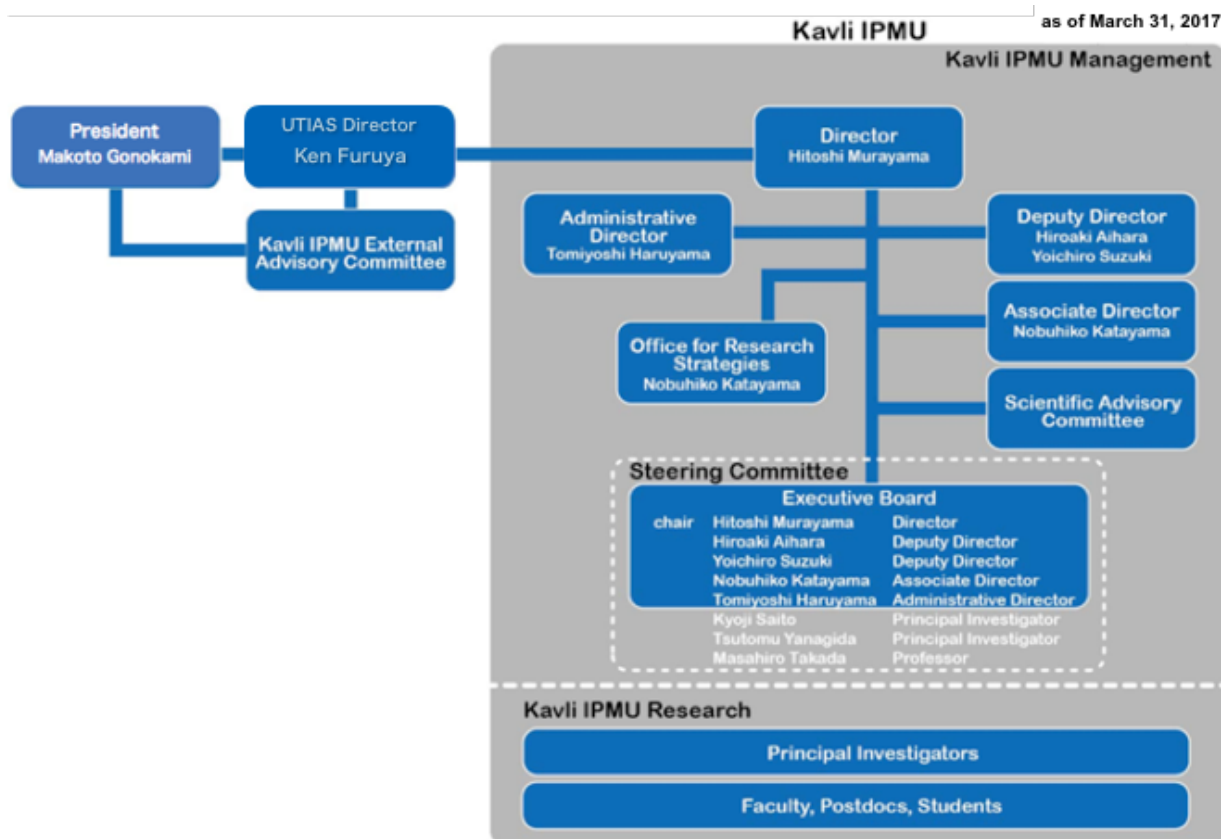 as of March 31, 2017
Kavli IPMU
Kavli IPMU Management
President
Makoto Gonokami
UTIAS Director
Ken Furuya
Director
Hitoshi Murayama
Kavli IPMU External
Advisory Committee
Administrative
Director
Tomiyoshi Haruyama
Deputy Director
Hiroaki Aihara
Yoichiro Suzuki
Office for Research
Strategies
Nobuhiko Katayama
Associate Director
Nobuhiko Katayama
Scientific Advisory
Committee
Steering Committee
Executive Board
chair Hitoshi Murayama Director
Hiroaki Aihara Deputy Director
Yoichiro Suzuki Deputy Director
Nobuhiko Katayama Associate Director
Tomiyoshi Haruyama Administrative Director
Kyoji Saito Principal Investigator
Tsutomu Yanagida Principal Investigator
Masahiro Takada Professor
Kavli IPMU Research
Principal Investigators
Faculty, Postdocs, Students